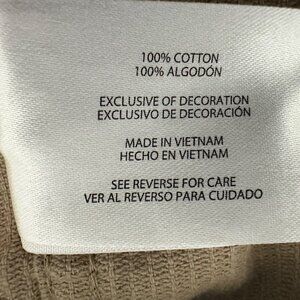 100% COTTON
100% ALGODÓN
EXCLUSIVE OF DECORATION
EXCLUSIVO DE DECORACIÓN
MADE IN VIETNAM
HECHO EN VIETNAM
SEE REVERSE FOR CARE
VER AL REVERSO PARA CUIDADO